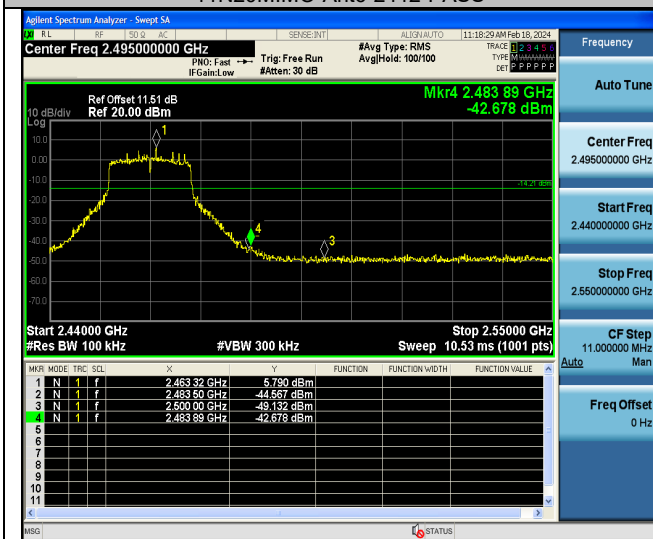 Agilent Spectrum Analyzer - Swept SA
RL RF 50 Ω AC SENSE:INT ALIGN AUTO 11:18:29 AM Feb 18, 2024
Center Freq 2.495000000 GHz
PNO: Fast
IFGain:Low
Trig: Free Run
#Atten: 30 dB
#Avg Type: RMS
Avg|Hold: 100/100
TRACE 1 2 3 4 5 6
TYPE M
DET P P P P P P
Frequency
Auto Tune
Ref Offset 11.51 dB
10 dB/div Ref 20.00 dBm
Log
Mkr4 2.483 89 GHz
-42.678 dBm
10.0
0.00
-10.0
-20.0
-30.0
-40.0
-50.0
-60.0
-70.0
1
4
3
-14.21 dBm
Center Freq
2.495000000 GHz
Start Freq
2.440000000 GHz
Stop Freq
2.550000000 GHz
Start 2.44000 GHz Stop 2.55000 GHz
#Res BW 100 kHz #VBW 300 kHz Sweep 10.53 ms (1001 pts)
CF Step
11.000000 MHz
Auto Man
Freq Offset
0 Hz
MKR MODE TRC SCL X Y FUNCTION FUNCTION WIDTH FUNCTION VALUE
1 N 1 f 2.463 32 GHz 5.790 dBm
2 N 1 f 2.483 50 GHz -44.567 dBm
3 N 1 f 2.500 00 GHz -49.132 dBm
4 N 1 f 2.483 89 GHz -42.678 dBm
5
6
7
8
9
10
11
MSG STATUS